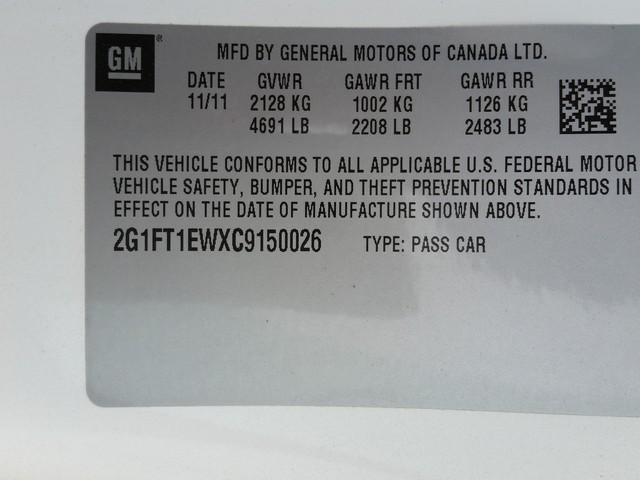 GM®
MFD BY GENERAL MOTORS OF CANADA LTD.
DATE GVWR GAWR FRT GAWR RR
11/11 2128 KG 1002 KG 1126 KG
4691 LB 2208 LB 2483 LB
THIS VEHICLE CONFORMS TO ALL APPLICABLE U.S. FEDERAL MOTOR
VEHICLE SAFETY, BUMPER, AND THEFT PREVENTION STANDARDS IN
EFFECT ON THE DATE OF MANUFACTURE SHOWN ABOVE.
2G1FT1EWXC9150026 TYPE: PASS CAR